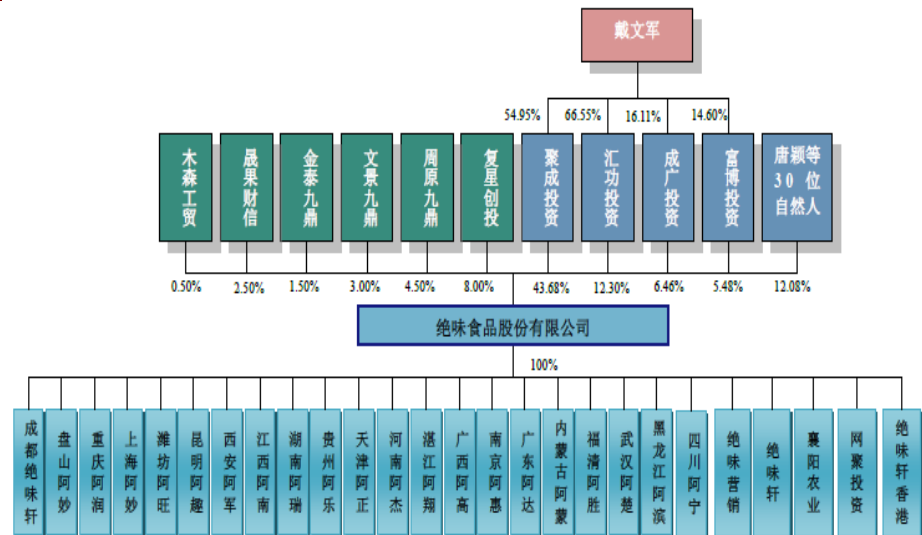 戴文军
54.95%
66.55%
16.11%
14.60%
木森工贸
晟果财信
金泰九鼎
文景九鼎
周原九鼎
复星创投
聚成投资
汇功投资
成广投资
富博投资
唐颖等
30 位
自然人
0.50%
2.50%
1.50%
3.00%
4.50%
8.00%
43.68%
12.30%
6.46%
5.48%
12.08%
绝味食品股份有限公司
100%
成都绝味轩
盘山阿妙
重庆阿润
上海阿妙
潍坊阿旺
昆明阿趣
西安阿军
江西阿南
湖南阿瑞
贵州阿乐
天津阿正
河南阿杰
湛江阿翔
广西阿高
南京阿惠
广东阿达
内蒙古阿蒙
福清阿胜
武汉阿楚
黑龙江阿滨
四川阿宁
绝味营销
绝味轩
襄阳农业
网聚投资
绝味轩香港